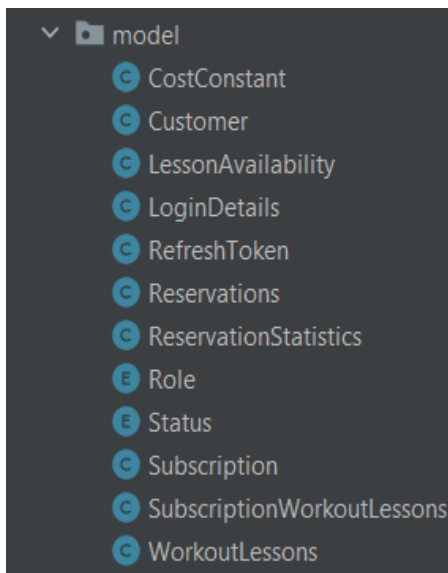 model
C CostConstant
C Customer
C LessonAvailability
C LoginDetails
C RefreshToken
C Reservations
C ReservationStatistics
E Role
E Status
C Subscription
C SubscriptionWorkoutLessons
C WorkoutLessons